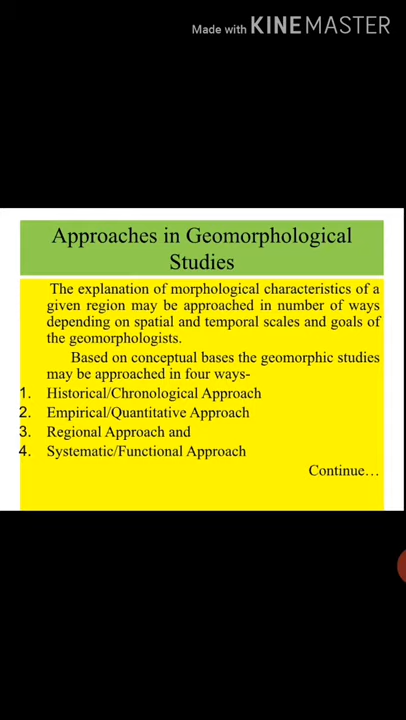 Made with KINEMASTER
Approaches in Geomorphological
Studies
The explanation of morphological characteristics of a
given region may be approached in number of ways
depending on spatial and temporal scales and goals of
the geomorphologists.
Based on conceptual bases the geomorphic studies
may be approached in four ways-
1. Historical/Chronological Approach
2. Empirical/Quantitative Approach
3. Regional Approach and
4. Systematic/Functional Approach
Continue…